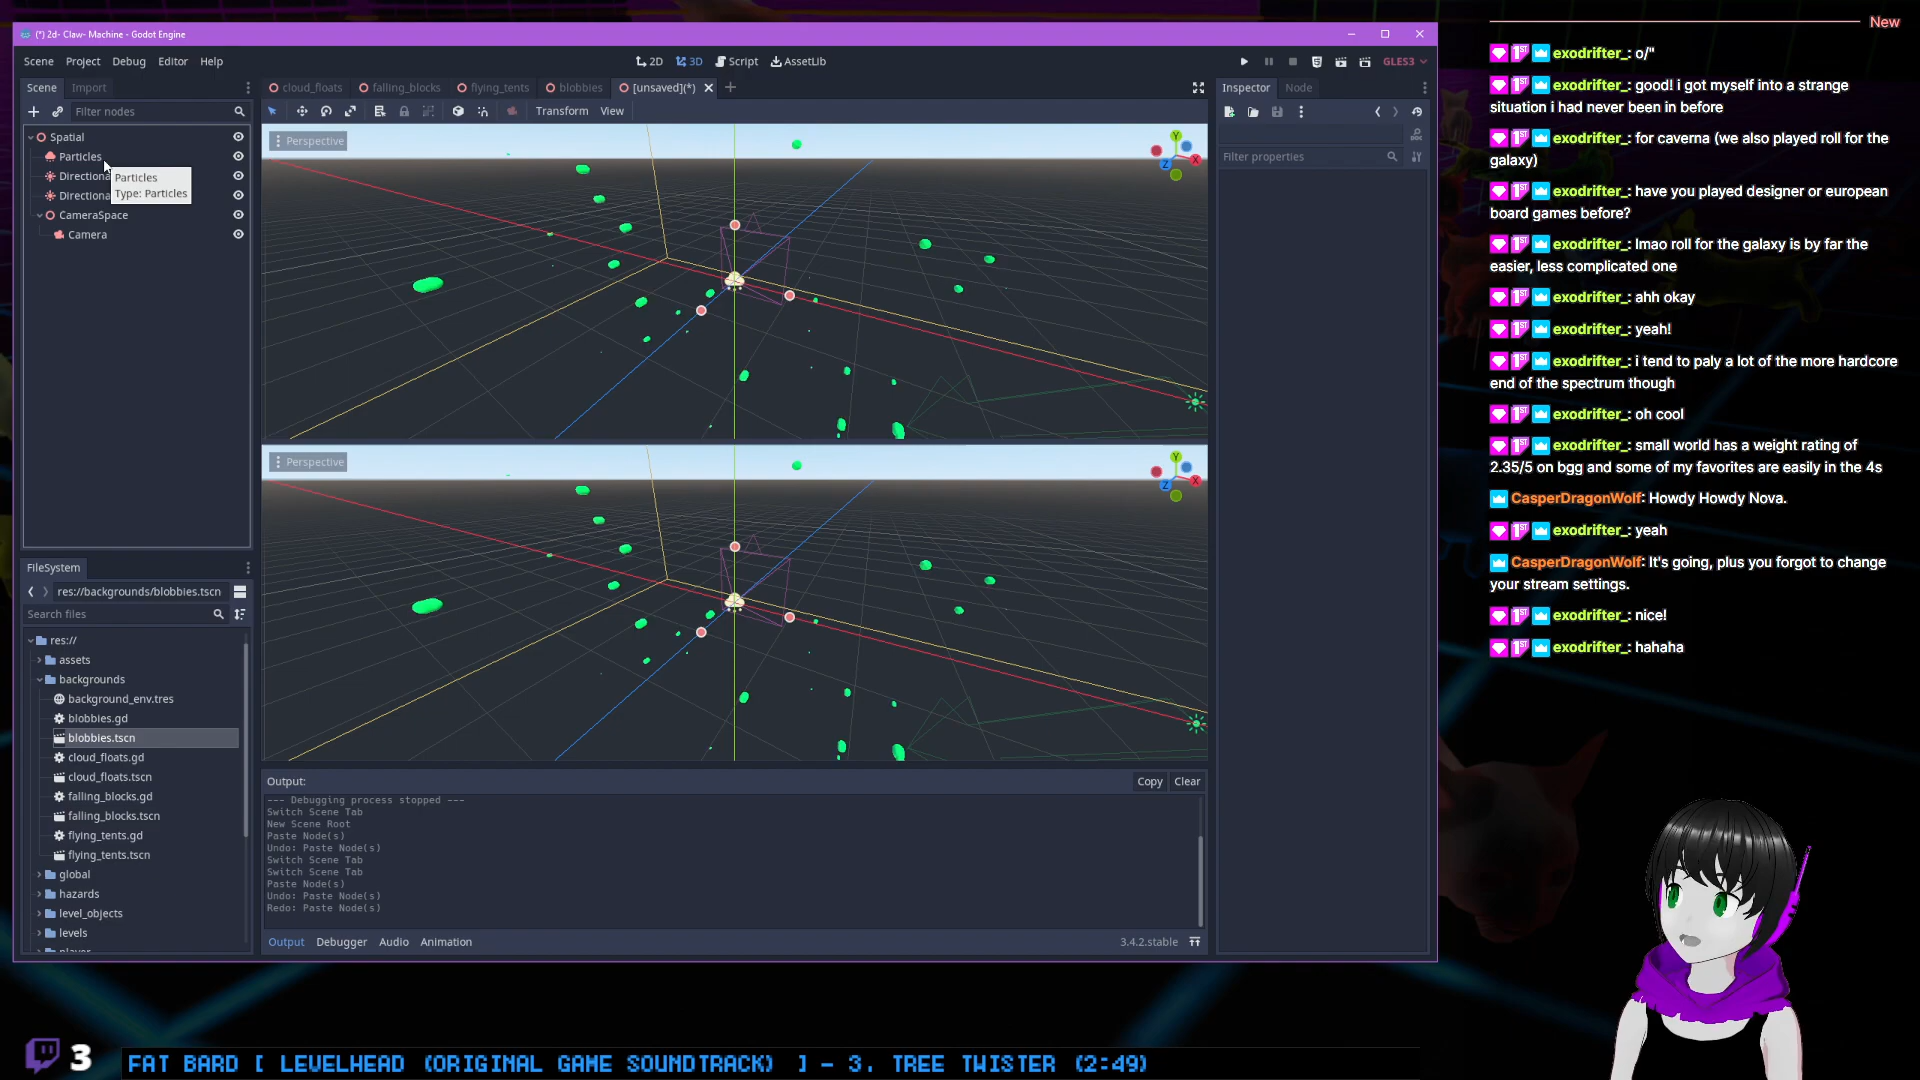 (*) 2d- Claw- Machine - Godot Engine
Scene Project Debug Editor Help
2D 3D Script AssetLib
GLES3
Scene Import
cloud_floats falling_blocks flying_tents blobbies [unsaved](*)
Inspector Node
Filter nodes
Transform View
Spatial
Particles
Directiona
Directiona
CameraSpace
Camera
Particles
Type: Particles
Perspective
Y
X
Z
Perspective
Y
X
Z
Filter properties
FileSystem
res://backgrounds/blobbies.tscn
Search files
res://
assets
backgrounds
background_env.tres
blobbies.gd
blobbies.tscn
cloud_floats.gd
cloud_floats.tscn
falling_blocks.gd
falling_blocks.tscn
flying_tents.gd
flying_tents.tscn
global
hazards
level_objects
levels
Output:
Copy Clear
--- Debugging process stopped ---
Switch Scene Tab
New Scene Root
Paste Node(s)
Undo: Paste Node(s)
Switch Scene Tab
Switch Scene Tab
Paste Node(s)
Undo: Paste Node(s)
Redo: Paste Node(s)
Output Debugger Audio Animation
3.4.2.stable
New
exodrifter_: o/"
exodrifter_: good! i got myself into a strange
situation i had never been in before
exodrifter_: for caverna (we also played roll for the
galaxy)
exodrifter_: have you played designer or european
board games before?
exodrifter_: lmao roll for the galaxy is by far the
easier, less complicated one
exodrifter_: ahh okay
exodrifter_: yeah!
exodrifter_: i tend to paly a lot of the more hardcore
end of the spectrum though
exodrifter_: oh cool
exodrifter_: small world has a weight rating of
2.35/5 on bgg and some of my favorites are easily in the 4s
CasperDragonWolf: Howdy Howdy Nova.
exodrifter_: yeah
CasperDragonWolf: It's going, plus you forgot to change
your stream settings.
exodrifter_: nice!
exodrifter_: hahaha
3
FAT BARD [ LEVELHEAD (ORIGINAL GAME SOUNDTRACK) ] - 3. TREE TWISTER (2:49)